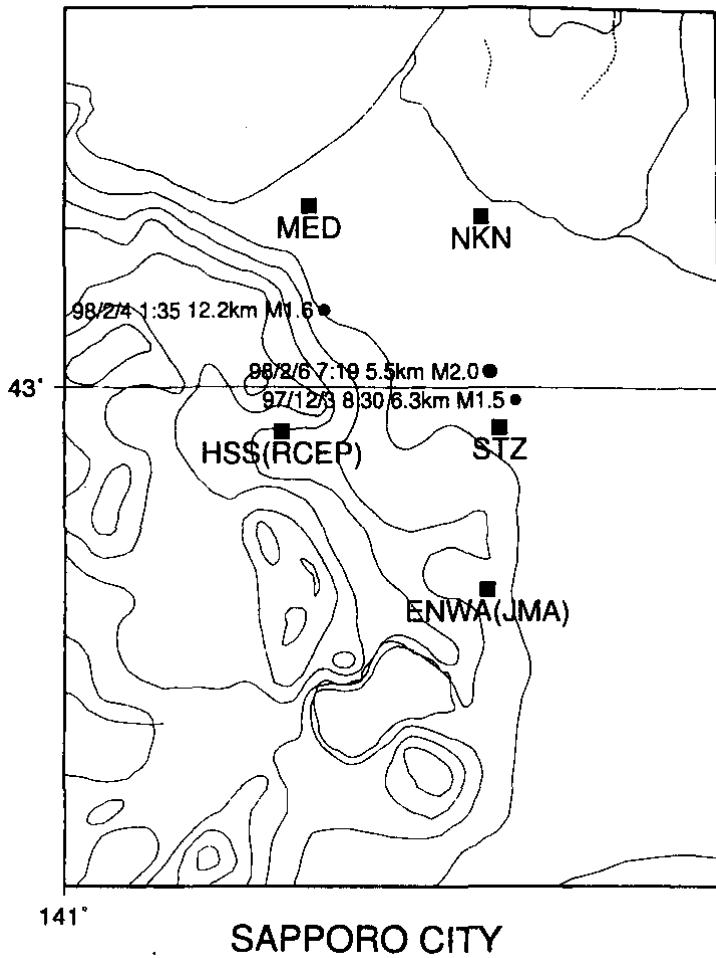 MED
NKN
98/2/4 1:35 12.2km M1.6
98/2/6 7:19 5.5km M2.0
43°
97/12/3 8:30 6.3km M1.5
HSS(RCEP)
STZ
ENWA(JMA)
141°
SAPPORO CITY